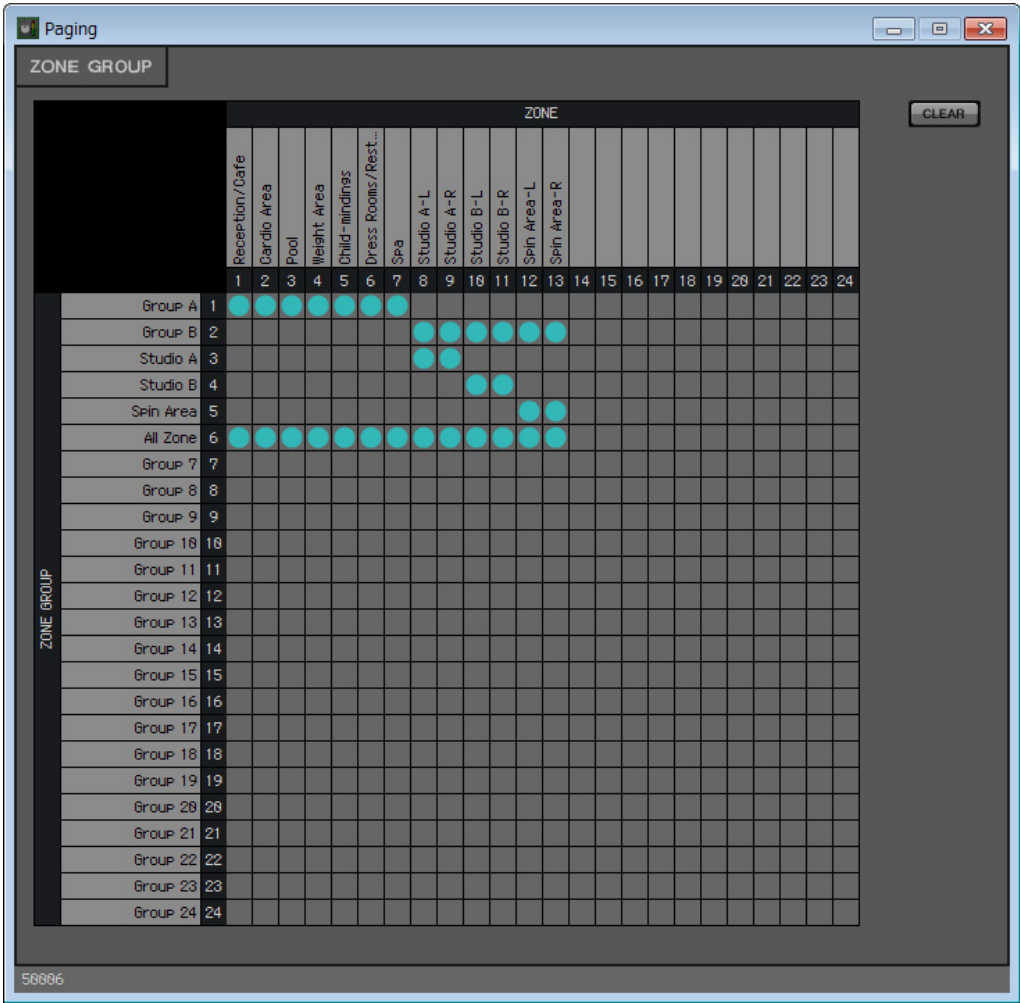 Paging
ZONE GROUP
ZONE
CLEAR
Reception/Cafe
Cardio Area
Pool
Weight Area
Child-mindings
Dress Rooms/Rest...
Spa
Studio A-L
Studio A-R
Studio B-L
Studio B-R
Spin Area-L
Spin Area-R
1 2 3 4 5 6 7 8 9 10 11 12 13 14 15 16 17 18 19 20 21 22 23 24
ZONE GROUP
Group A 1
Group B 2
Studio A 3
Studio B 4
Spin Area 5
All Zone 6
Group 7 7
Group 8 8
Group 9 9
Group 10 10
Group 11 11
Group 12 12
Group 13 13
Group 14 14
Group 15 15
Group 16 16
Group 17 17
Group 18 18
Group 19 19
Group 20 20
Group 21 21
Group 22 22
Group 23 23
Group 24 24
50006